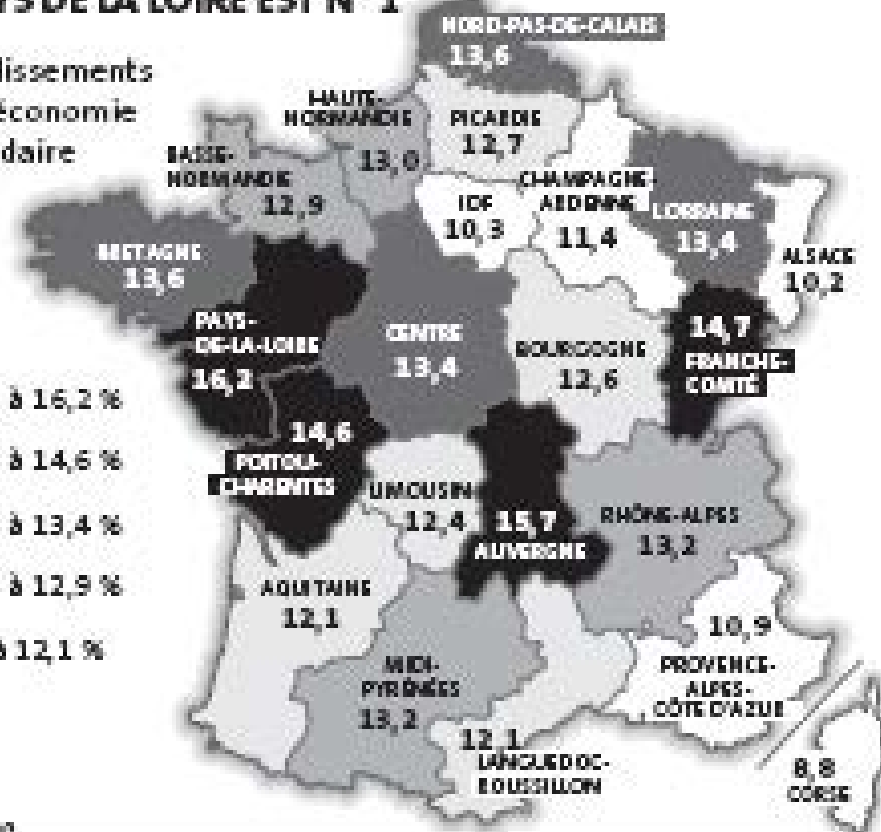 YS DE LA LOIRE EST N° 1
lissements
économie
daire
à 16,2 %
à 14,6 %
à 13,4 %
à 12,9 %
à 12,1 %
NORD-PAS-DE-CALAIS
13,6
HAUTE-
NORMANDIE
13,0
PICARDIE
12,7
BASSE-
NORMANDIE
12,9
IDF
10,3
CHAMPAGNE-
ARDENNE
11,4
LORRAINE
13,4
ALSACE
10,2
BRETAGNE
13,6
PAYS-
DE-LA-LOIRE
16,2
CENTRE
13,4
BOURGOGNE
12,6
14,7
FRANCHE-
COMTÉ
14,6
POITOU-
CHARENTES
LIMOUSIN
12,4
15,7
AUVERGNE
RHÔNE-ALPES
13,2
AQUITAINE
12,1
MIDI-
PYRÉNÉES
13,2
12,1
LANGUEDOC-
ROUSSILLON
10,9
PROVENCE-
ALPES-
CÔTE D'AZUR
8,8
CORSE